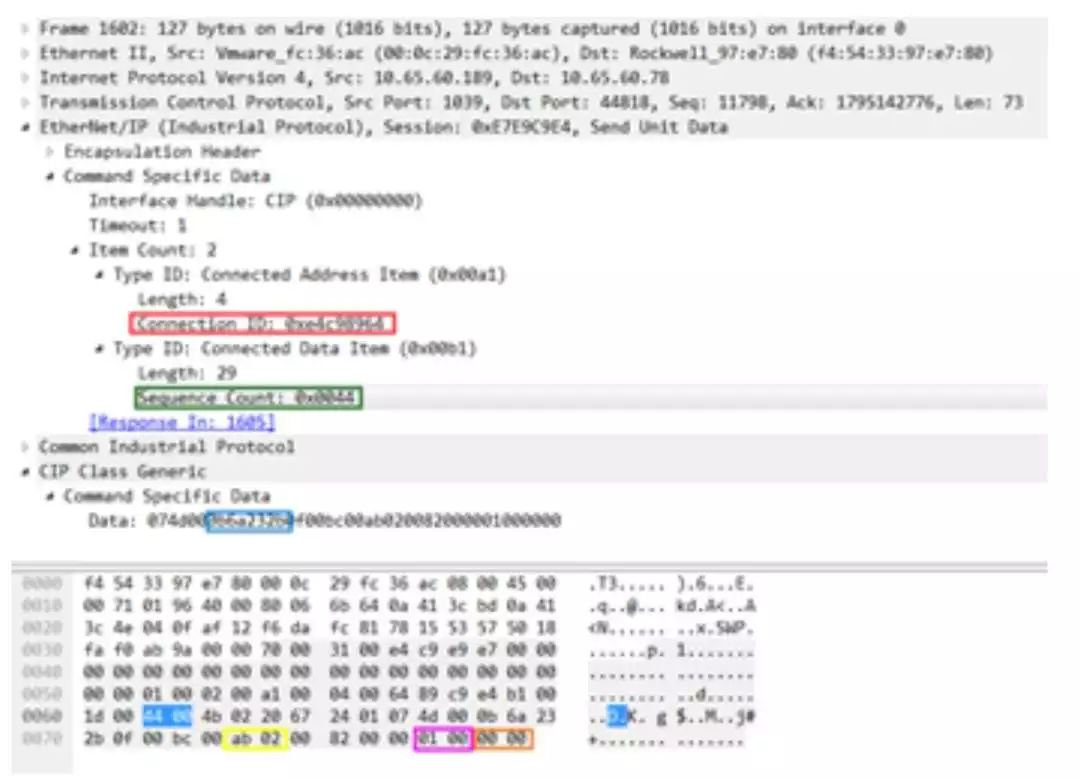 Frame 1602: 127 bytes on wire (1016 bits), 127 bytes captured (1016 bits) on interface 0
Ethernet II, Src: Vmware_fc:36:ac (00:0c:29:fc:36:ac), Dst: Rockwell_97:e7:80 (f4:54:33:97:e7:80)
Internet Protocol Version 4, Src: 10.65.60.189, Dst: 10.65.60.78
Transmission Control Protocol, Src Port: 1039, Dst Port: 44818, Seq: 11798, Ack: 1795142776, Len: 73
EtherNet/IP (Industrial Protocol), Session: 0xE7E9C9E4, Send Unit Data
Encapsulation Header
Command Specific Data
Interface Handle: CIP (0x00000000)
Timeout: 1
Item Count: 2
Type ID: Connected Address Item (0x00a1)
Length: 4
Connection ID: 0xe4c98964
Type ID: Connected Data Item (0x00b1)
Length: 29
Sequence Count: 0x0044
[Response In: 1605]
Common Industrial Protocol
CIP Class Generic
Command Specific Data
Data: 074d000b6a232b0f00bc00ab020082000001000000
0000 f4 54 33 97 e7 80 00 0c 29 fc 36 ac 08 00 45 00 .T3..... ).6...E.
0010 00 71 01 96 40 00 80 06 6b 64 0a 41 3c bd 0a 41 .q..@... kd.A<..A
0020 3c 4e 04 0f af 12 f6 da fc 81 78 15 53 57 50 18 <N...... ..x.SWP.
0030 fa f0 ab 9a 00 00 70 00 31 00 e4 c9 e9 e7 00 00 ......p. 1.......
0040 00 00 00 00 00 00 00 00 00 00 00 00 00 00 00 00 ........ ........
0050 00 00 01 00 02 00 a1 00 04 00 64 89 c9 e4 b1 00 ........ ..d.....
0060 1d 00 44 00 4b 02 20 67 24 01 07 4d 00 0b 6a 23 ..D.K. g $..M..j#
0070 2b 0f 00 bc 00 ab 02 00 82 00 00 01 00 00 00 +....... .......